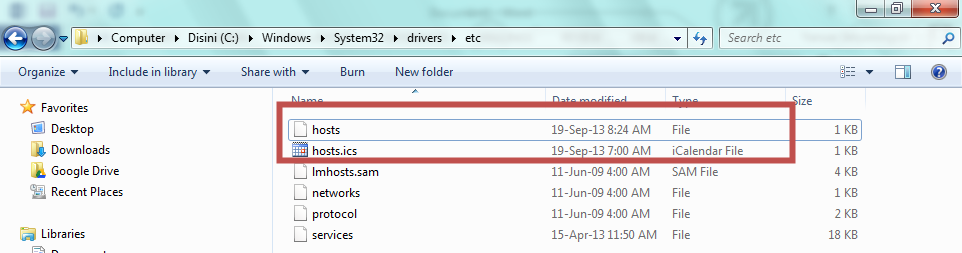 Computer Disini (C:) Windows System32 drivers etc Search etc
Organize Include in library Share with Burn New folder
Favorites
Desktop
Downloads
Google Drive
Recent Places
Libraries
Name Date modified Type Size
hosts 19-Sep-13 8:24 AM File 1 KB
hosts.ics 19-Sep-13 7:00 AM iCalendar File 1 KB
lmhosts.sam 11-Jun-09 4:00 AM SAM File 4 KB
networks 11-Jun-09 4:00 AM File 1 KB
protocol 11-Jun-09 4:00 AM File 2 KB
services 15-Apr-13 11:50 AM File 18 KB